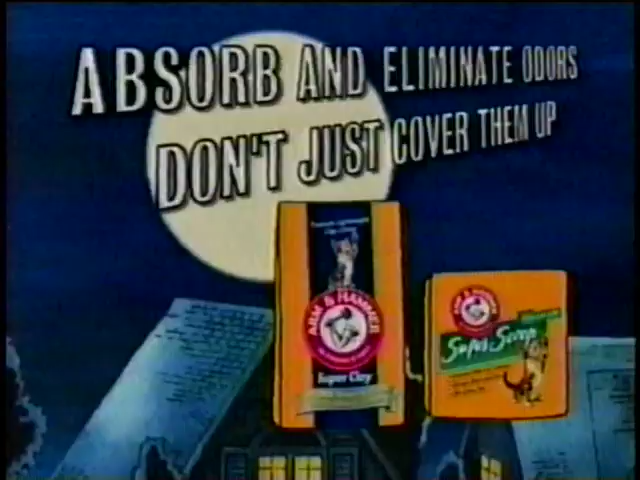 ABSORB AND ELIMINATE ODORS
DON'T JUST COVER THEM UP
ARM & HAMMER
Super Clay
ARM & HAMMER
Super Scoop